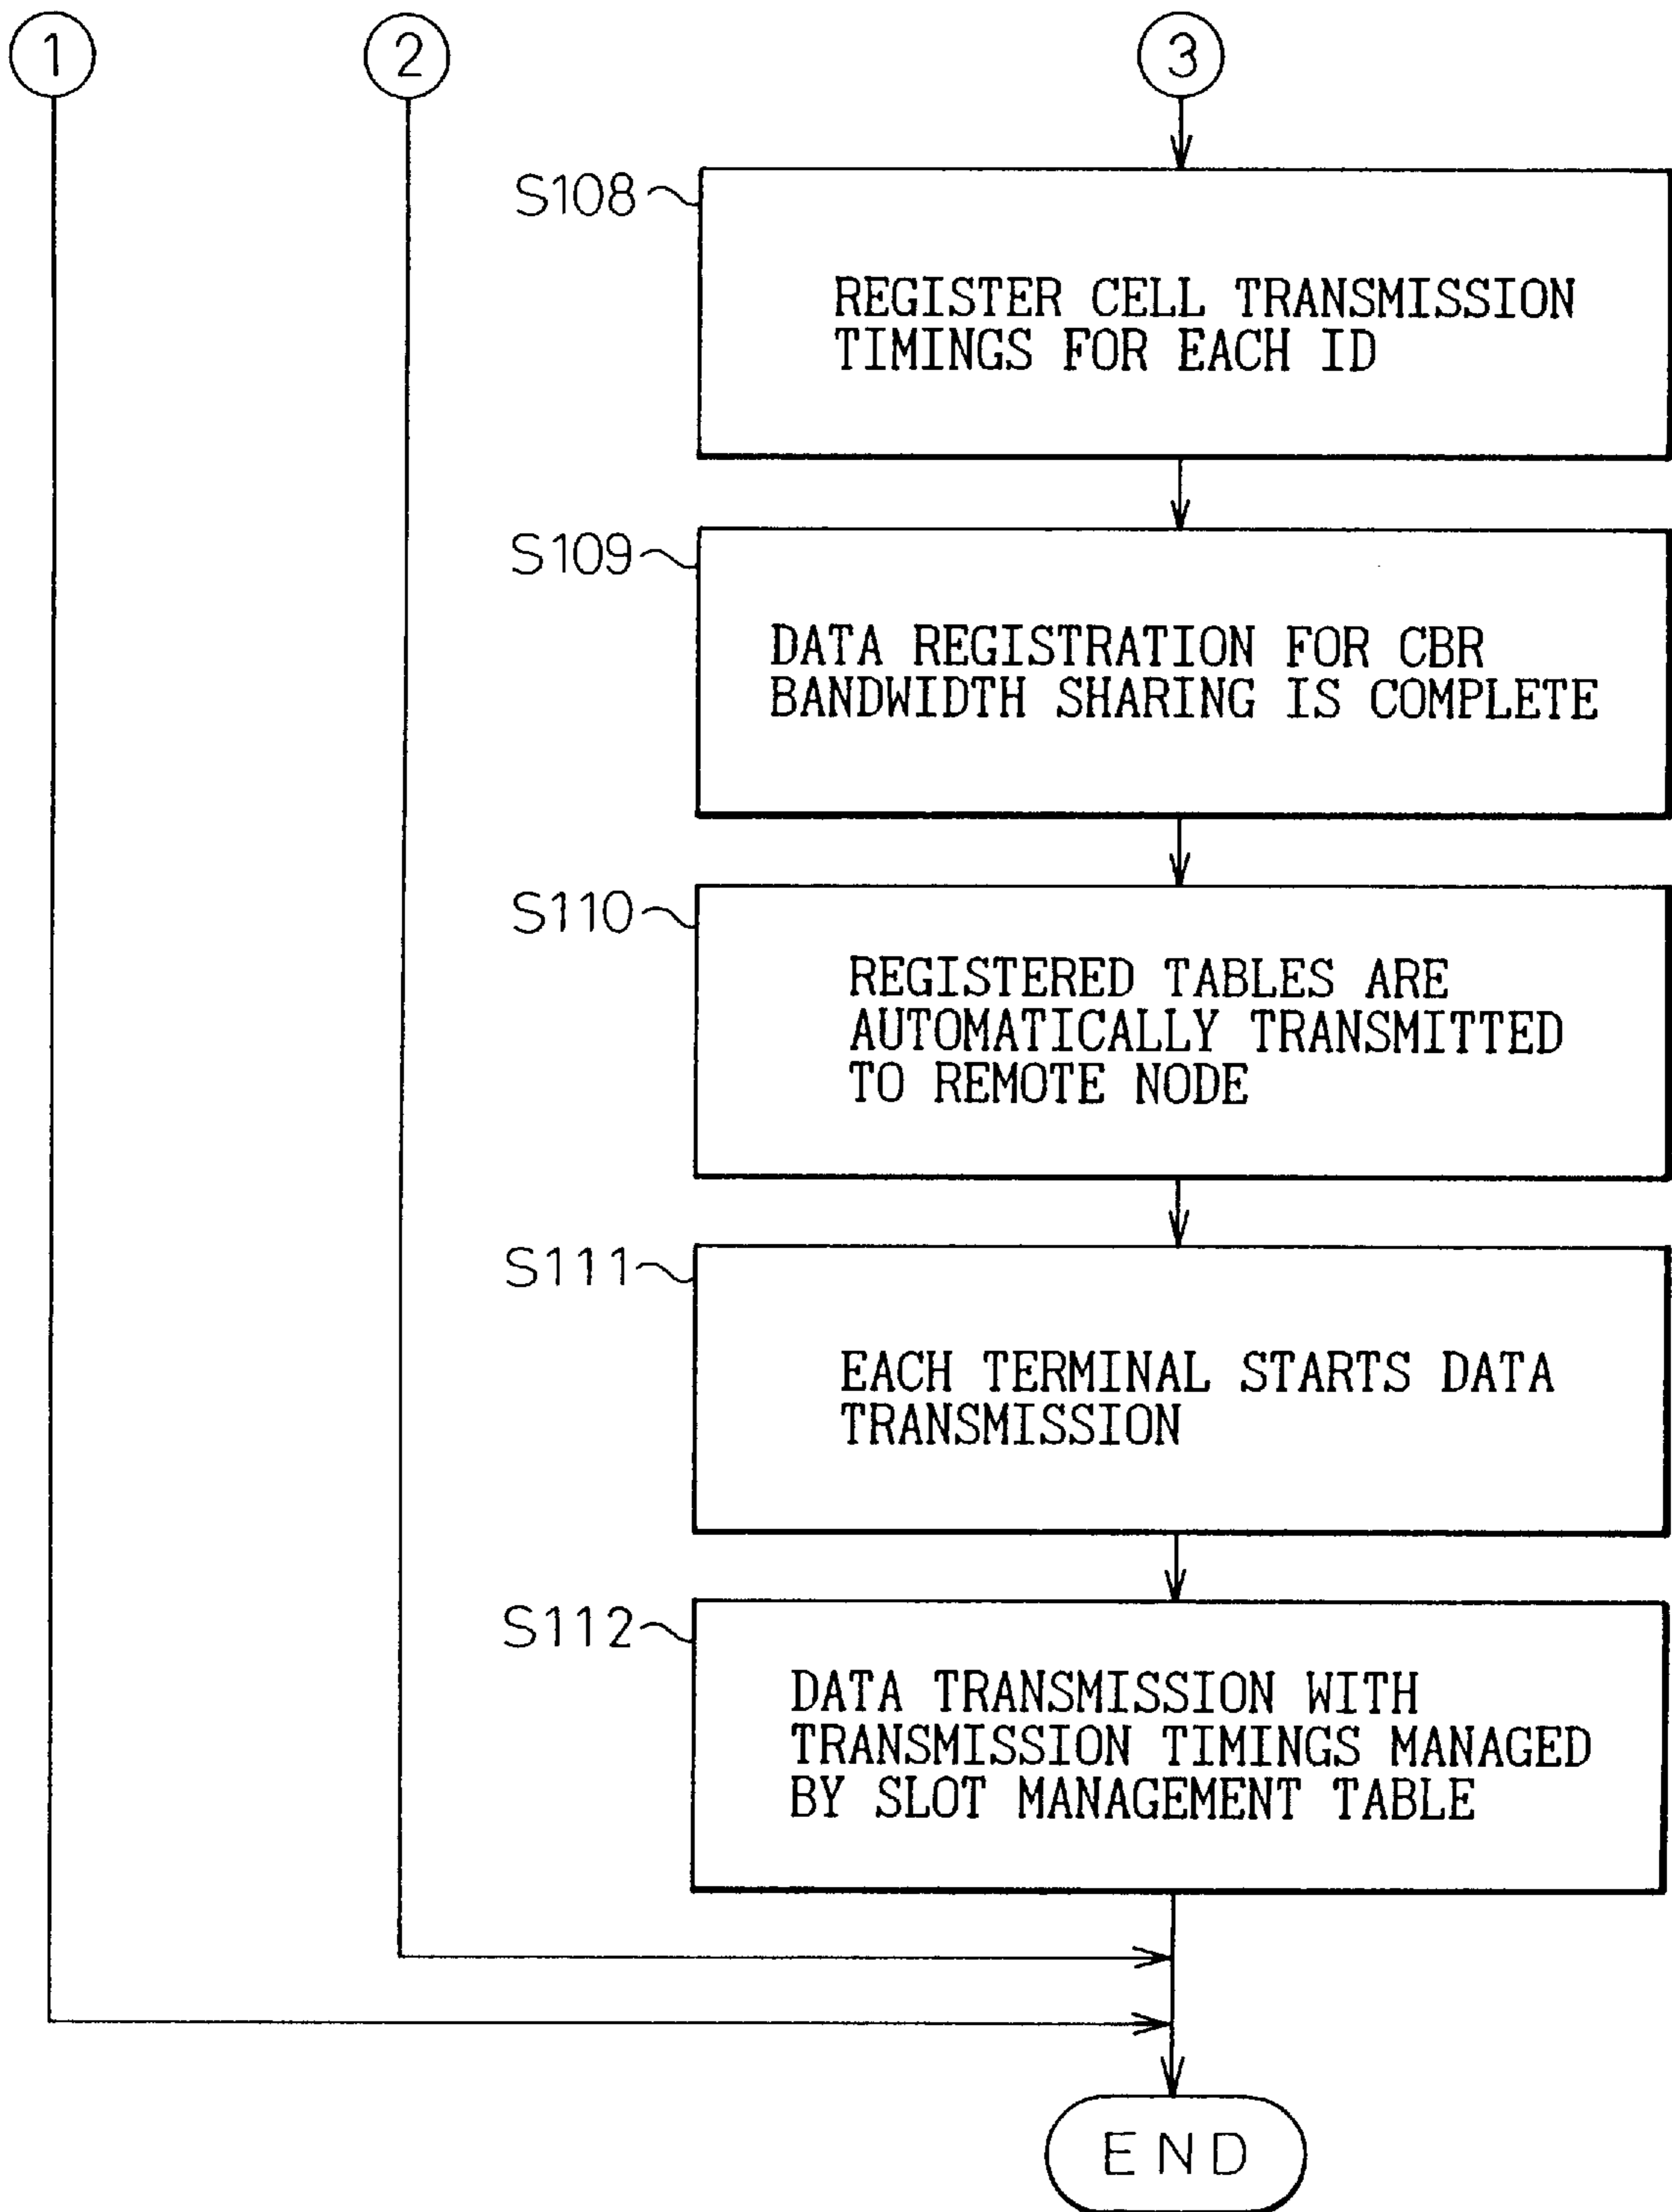 1
2
3
S108
REGISTER CELL TRANSMISSION
TIMINGS FOR EACH ID
S109
DATA REGISTRATION FOR CBR
BANDWIDTH SHARING IS COMPLETE
S110
REGISTERED TABLES ARE
AUTOMATICALLY TRANSMITTED
TO REMOTE NODE
S111
EACH TERMINAL STARTS DATA
TRANSMISSION
S112
DATA TRANSMISSION WITH
TRANSMISSION TIMINGS MANAGED
BY SLOT MANAGEMENT TABLE
END